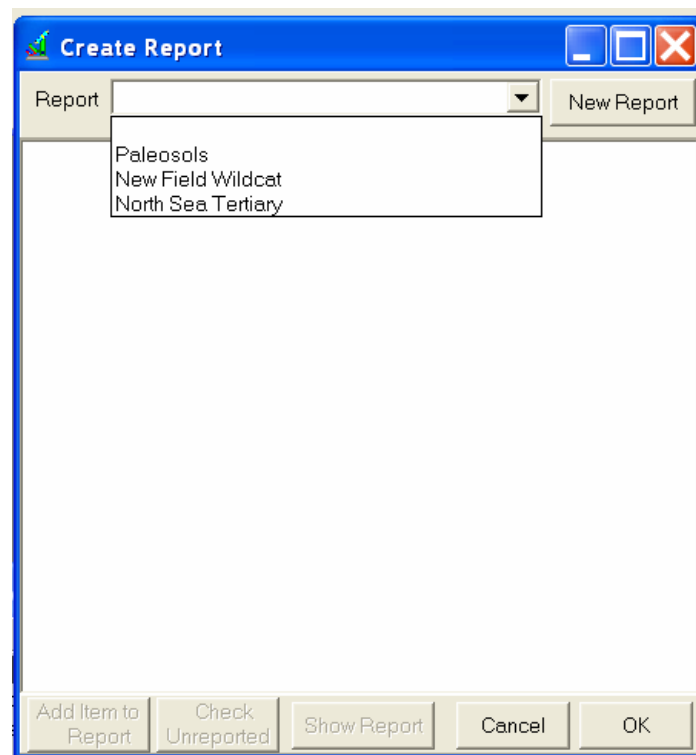 Create Report
Report New Report
Paleosols
New Field Wildcat
North Sea Tertiary
Add Item to Report
Check Unreported
Show Report
Cancel
OK